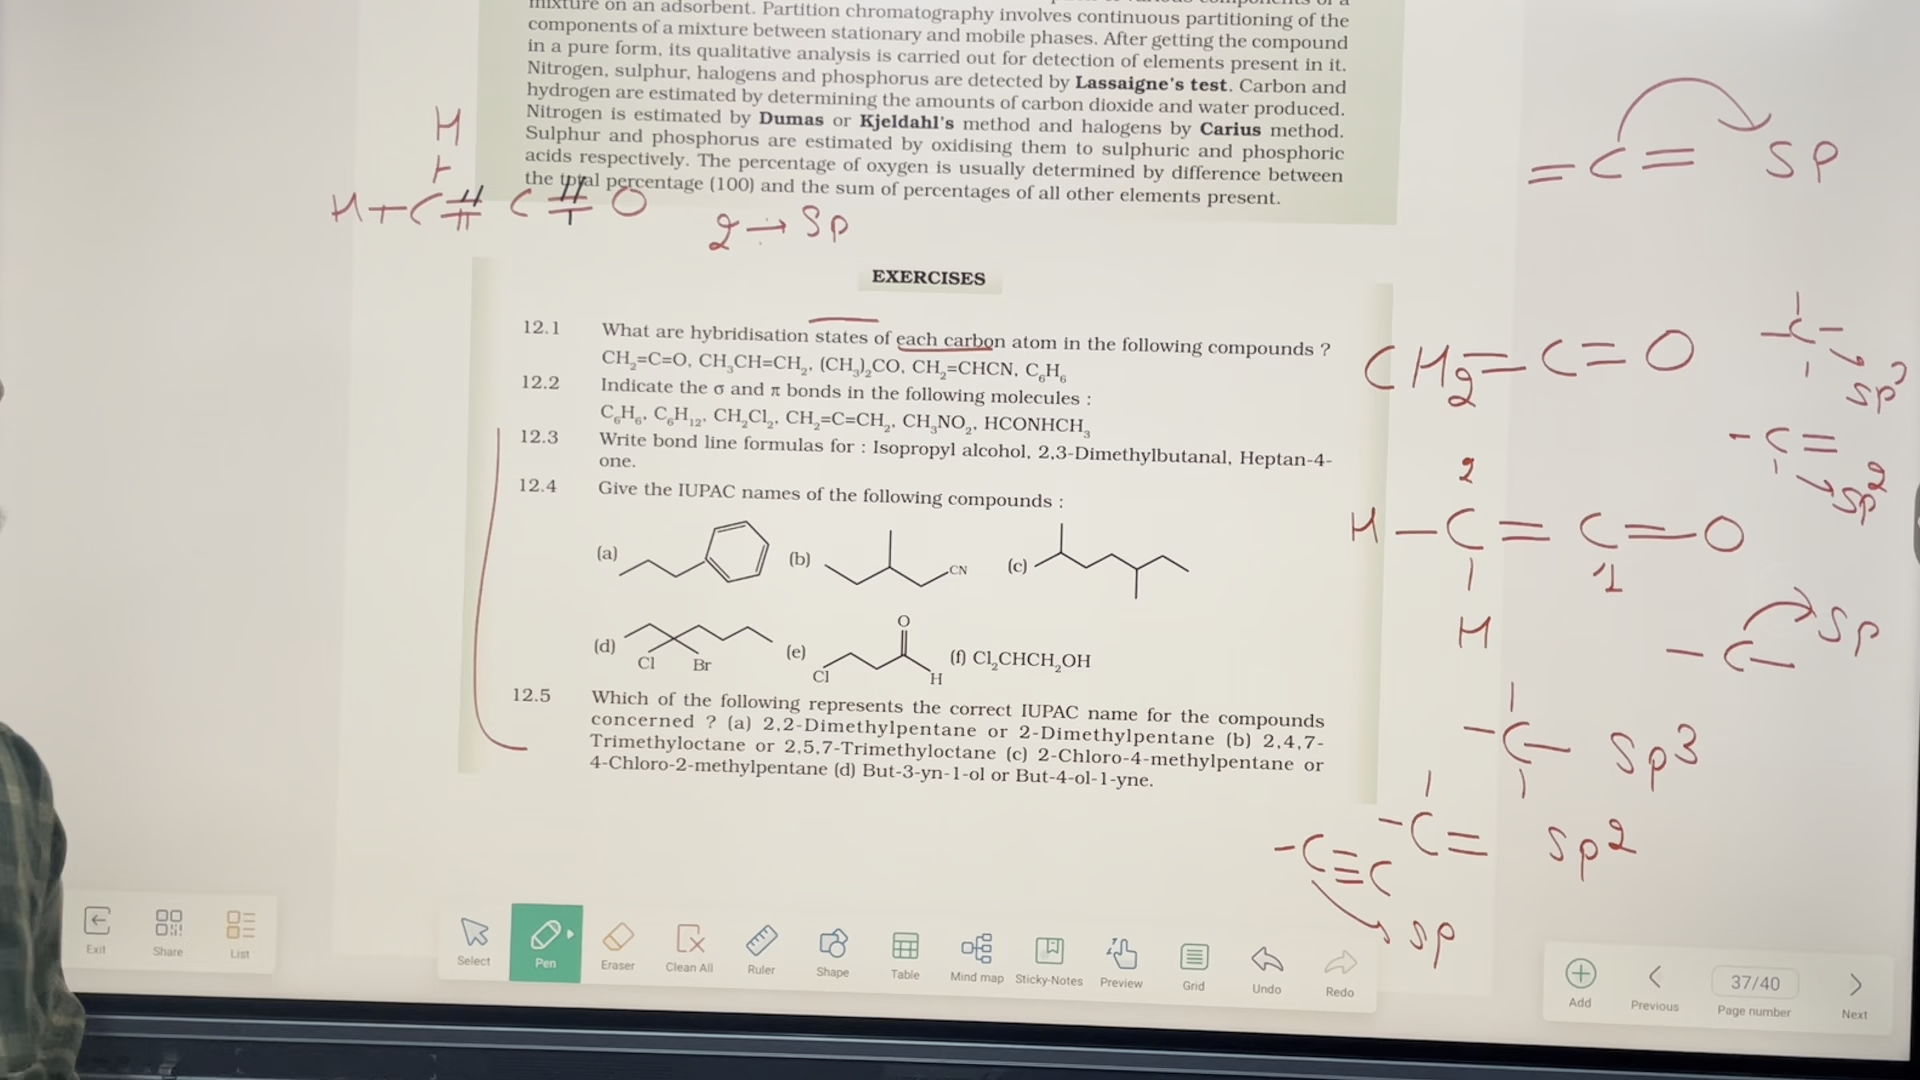 mixture on an adsorbent. Partition chromatography involves continuous partitioning of the
components of a mixture between stationary and mobile phases. After getting the compound
in a pure form, its qualitative analysis is carried out for detection of elements present in it.
Nitrogen, sulphur, halogens and phosphorus are detected by Lassaigne's test. Carbon and
hydrogen are estimated by determining the amounts of carbon dioxide and water produced.
Nitrogen is estimated by Dumas or Kjeldahl's method and halogens by Carius method.
Sulphur and phosphorus are estimated by oxidising them to sulphuric and phosphoric
acids respectively. The percentage of oxygen is usually determined by difference between
the total percentage (100) and the sum of percentages of all other elements present.
H
H-C=C=O
2→Sp
EXERCISES
12.1 What are hybridisation states of each carbon atom in the following compounds ?
CH₂=C=O, CH₃CH=CH₂, (CH₃)₂CO, CH₂=CHCN, C₆H₆
12.2 Indicate the σ and π bonds in the following molecules :
C₆H₆, C₆H₁₂, CH₂Cl₂, CH₂=C=CH₂, CH₃NO₂, HCONHCH₃
12.3 Write bond line formulas for : Isopropyl alcohol, 2,3-Dimethylbutanal, Heptan-4-
one.
12.4 Give the IUPAC names of the following compounds :
(a) (b) CN (c)
(d) Cl Br (e) O Cl H (f) Cl₂CHCH₂OH
12.5 Which of the following represents the correct IUPAC name for the compounds
concerned ? (a) 2,2-Dimethylpentane or 2-Dimethylpentane (b) 2,4,7-
Trimethyloctane or 2,5,7-Trimethyloctane (c) 2-Chloro-4-methylpentane or
4-Chloro-2-methylpentane (d) But-3-yn-1-ol or But-4-ol-1-yne.
=C= SP
CH₂=C=O
-C- Sp³
-C= Sp²
2
H-C=C=O
1
H
-C- Sp
-C- Sp³
-C= Sp²
-C≡C
Sp
Exit
Share
List
Select
Pen
Eraser
Clean All
Ruler
Shape
Table
Mind map
Sticky-Notes
Preview
Grid
Undo
Redo
Add
Previous
37/40
Page number
Next